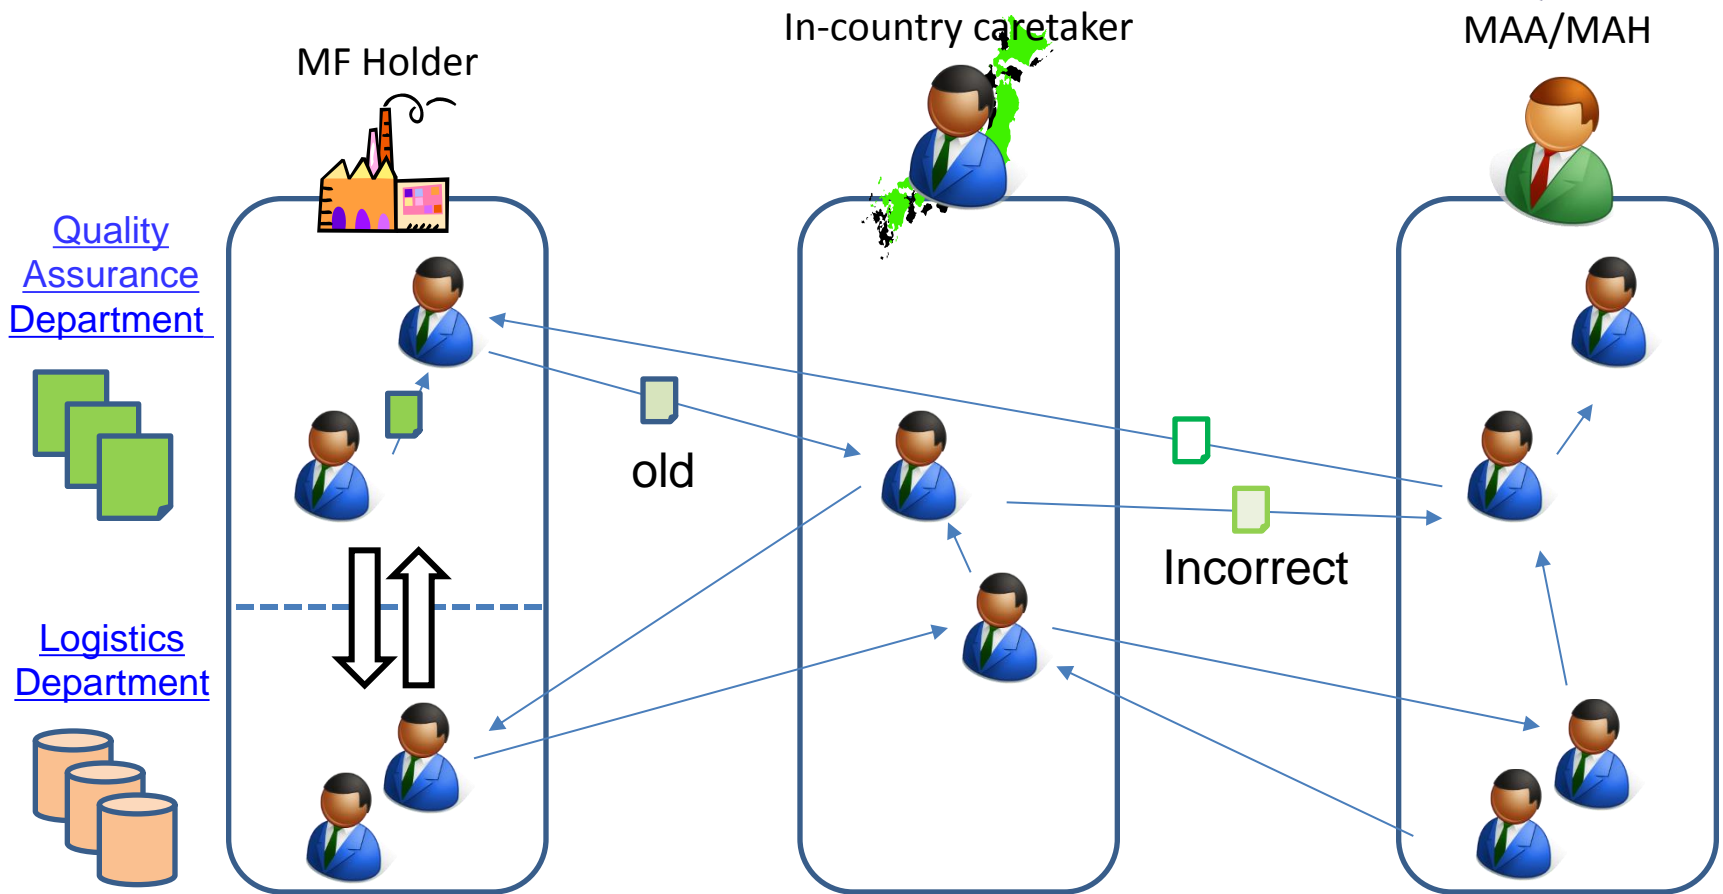 In-country caretaker
MAA/MAH
MF Holder
Quality
Assurance
Department
old
Incorrect
Logistics
Department